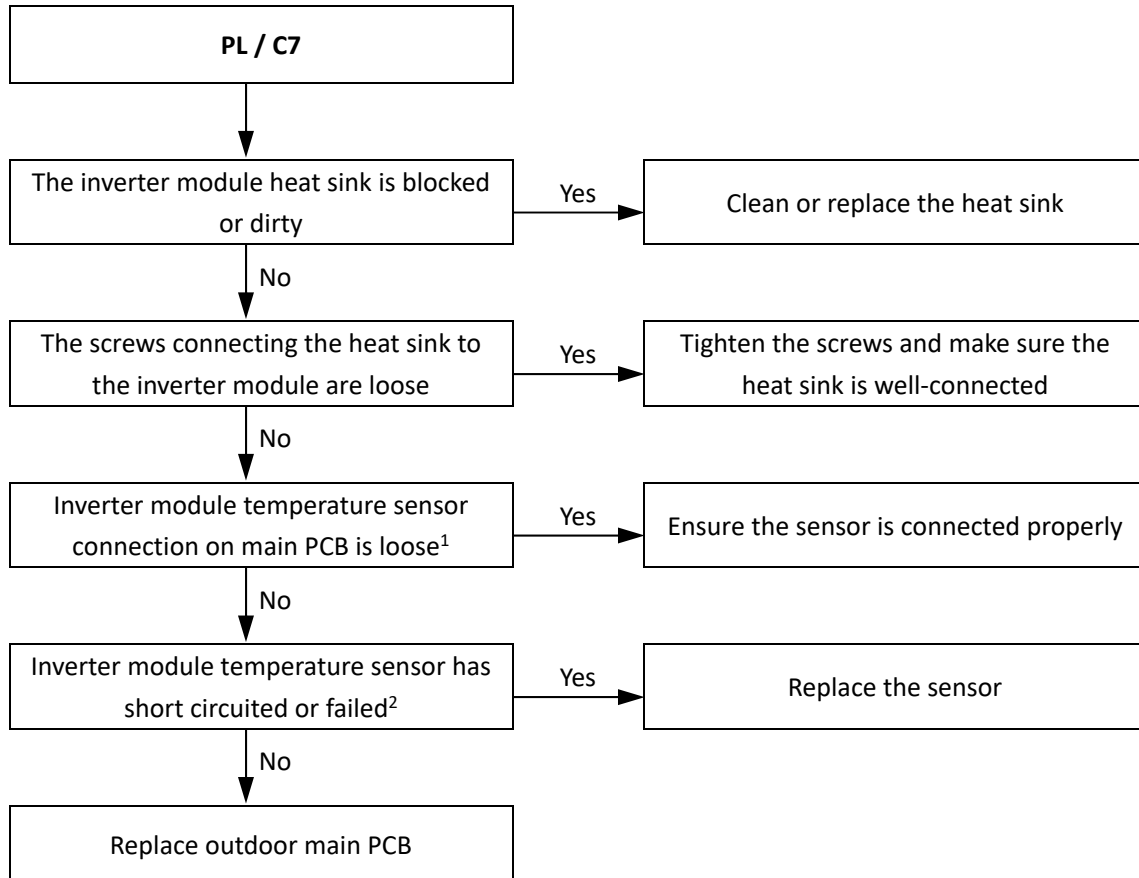 PL / C7
The inverter module heat sink is blocked
or dirty
Yes
Clean or replace the heat sink
No
The screws connecting the heat sink to
the inverter module are loose
Yes
Tighten the screws and make sure the
heat sink is well-connected
No
Inverter module temperature sensor
connection on main PCB is loose¹
Yes
Ensure the sensor is connected properly
No
Inverter module temperature sensor has
short circuited or failed²
Yes
Replace the sensor
No
Replace outdoor main PCB